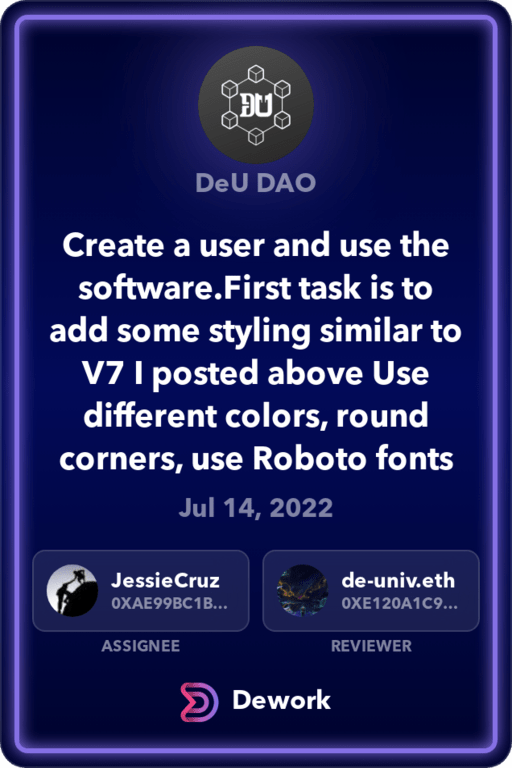 DU
DeU DAO
Create a user and use the
software.First task is to
add some styling similar to
V7 I posted above Use
different colors, round
corners, use Roboto fonts
Jul 14, 2022
JessieCruz
0XAE99BC1B...
ASSIGNEE
de-univ.eth
0XE120A1C9...
REVIEWER
Dework